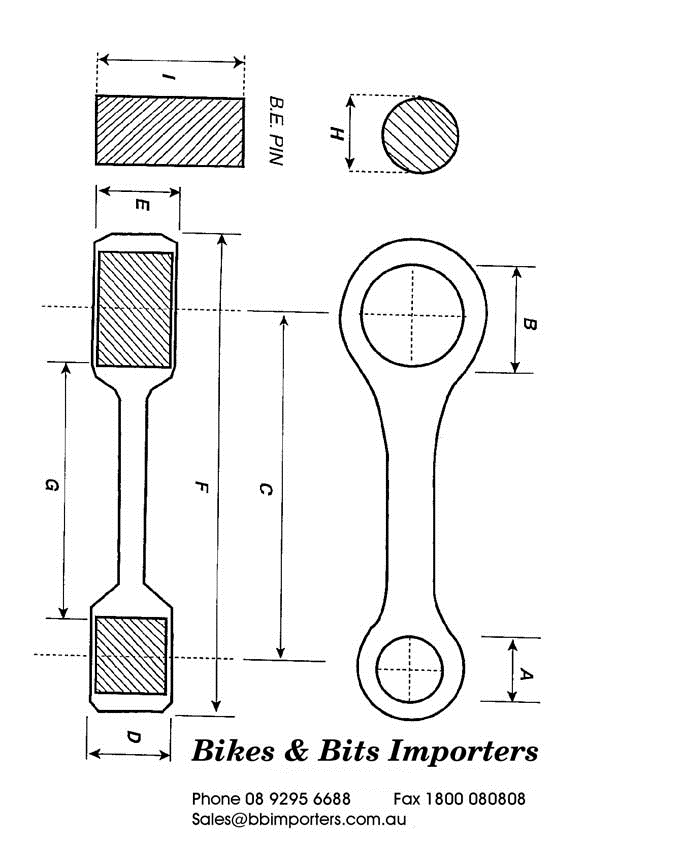 I
B.E. PIN
H
E
B
G
F
C
A
D
Bikes & Bits Importers
Phone 08 9295 6688 Fax 1800 080808
Sales@bbimporters.com.au